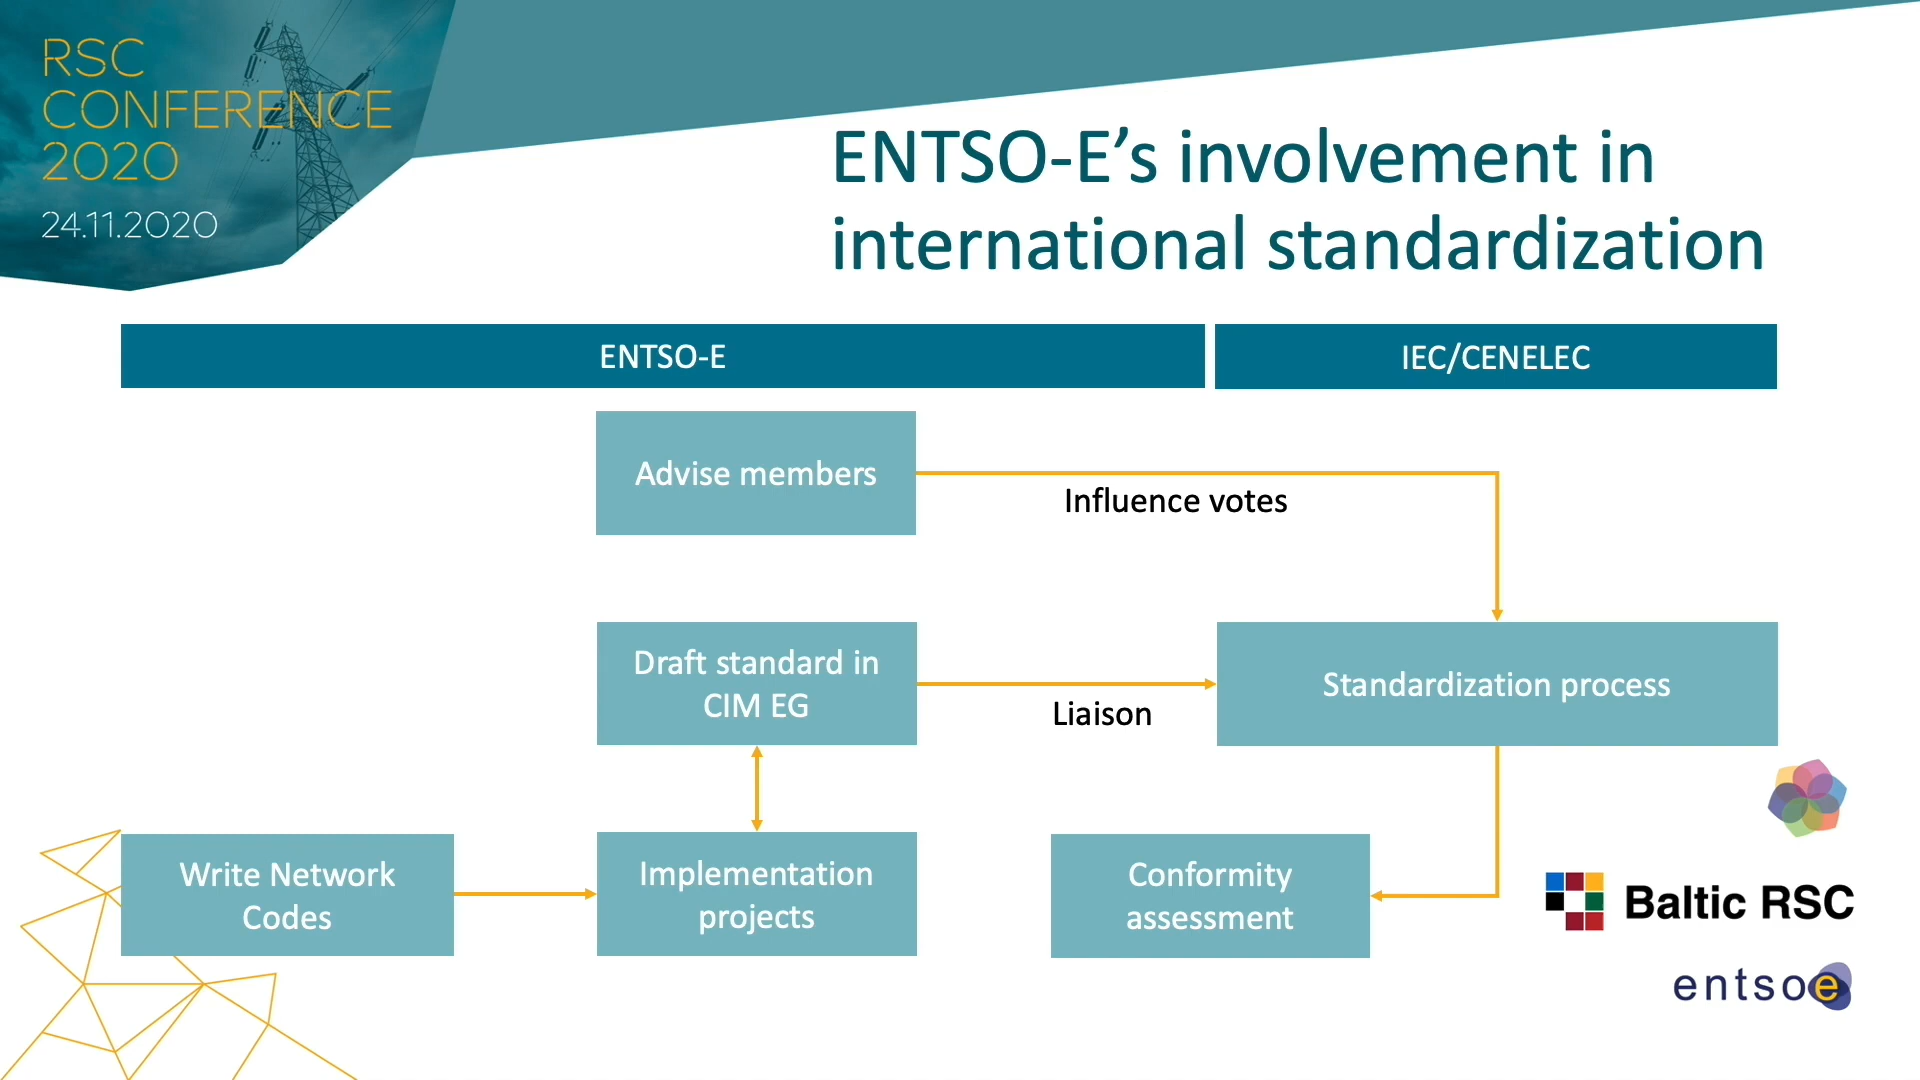 RSC
CONFERENCE
2020
24.11.2020
ENTSO-E’s involvement in
international standardization
ENTSO-E
IEC/CENELEC
Advise members
Influence votes
Draft standard in
CIM EG
Liaison
Standardization process
Write Network
Codes
Implementation
projects
Conformity
assessment
Baltic RSC
entsoe